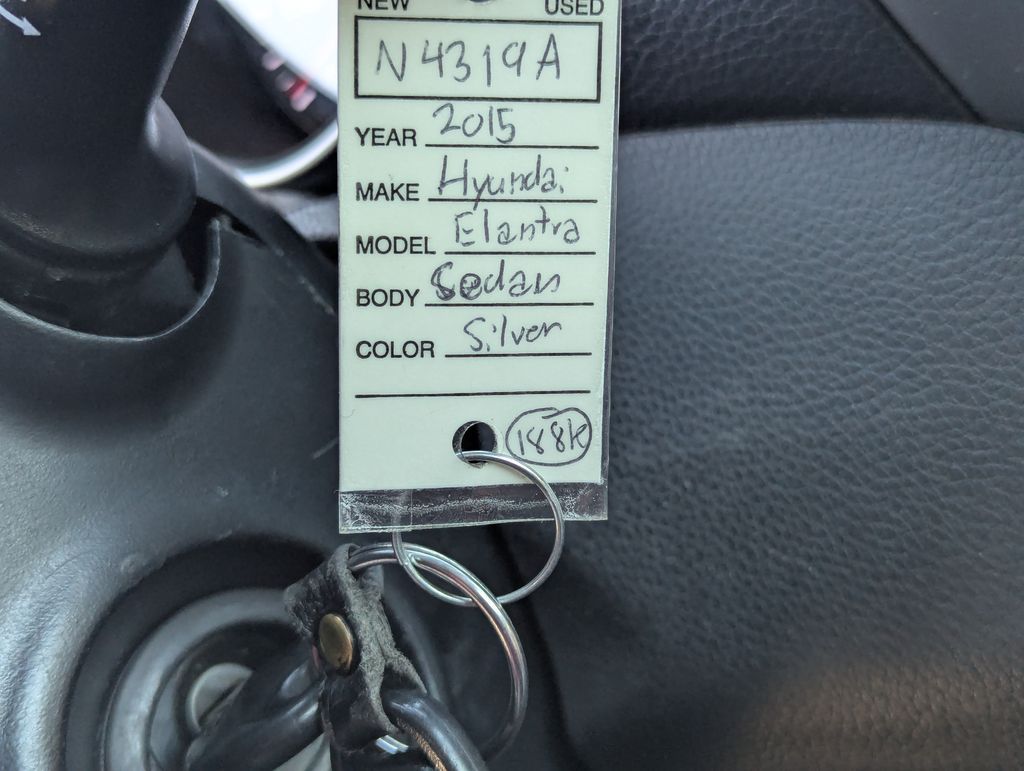 NEW USED
N4319A
YEAR 2015
MAKE Hyundai
MODEL Elantra
BODY Sedan
COLOR Silver
188K